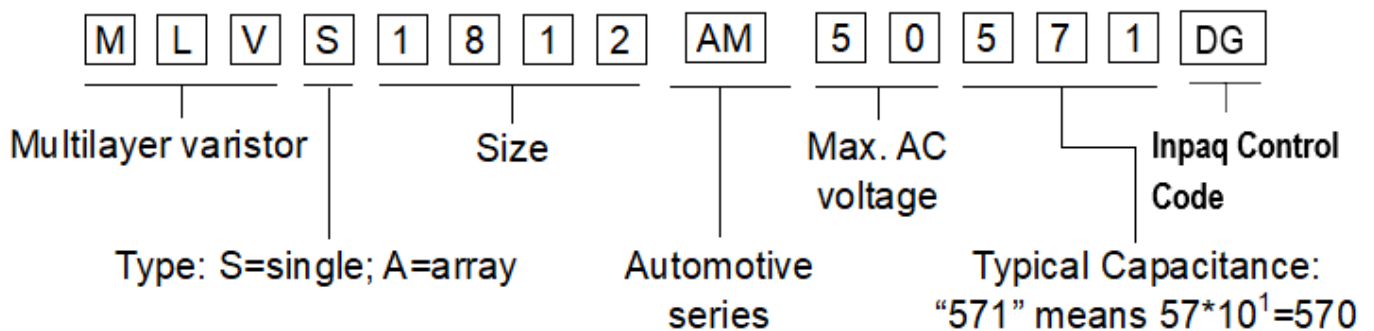 M L V S 1 8 1 2 AM 5 0 5 7 1 DG
Multilayer varistor
Size
Max. AC
voltage
Inpaq Control
Code
Type: S=single; A=array
Automotive
series
Typical Capacitance:
“571” means 57*10¹=570